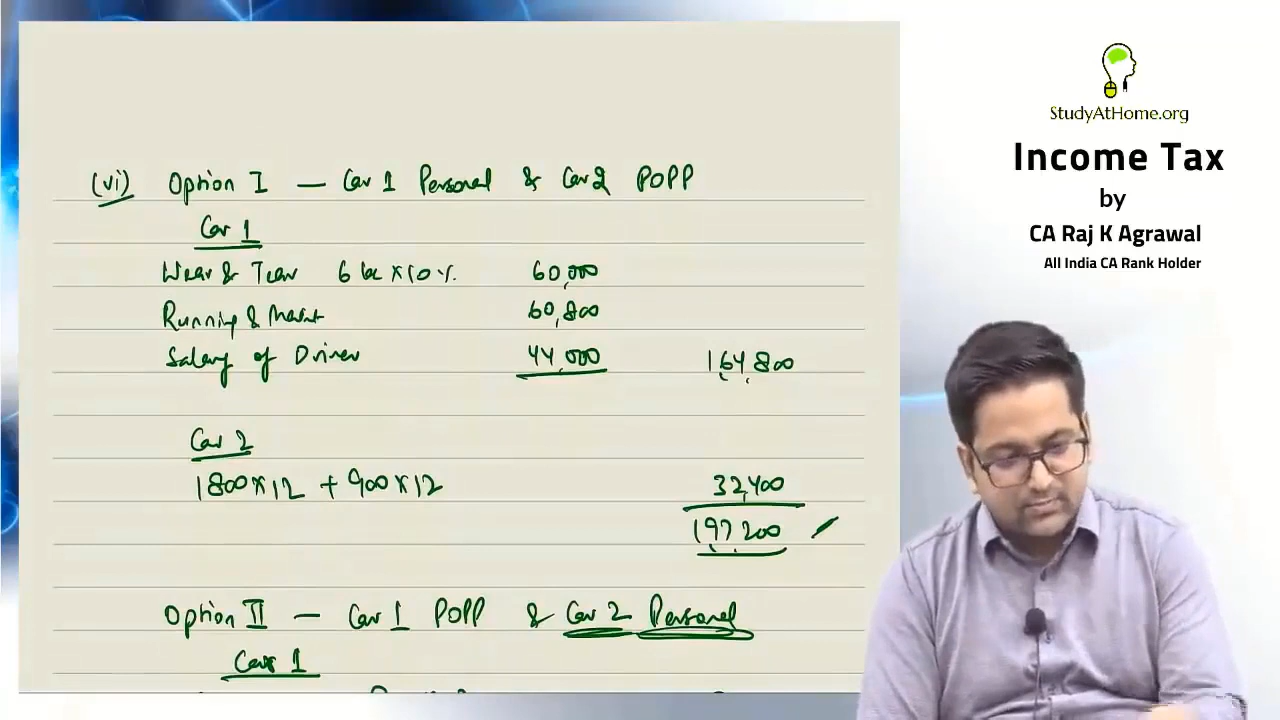 (vi) Option I — Car 1 Personal & Car 2 POPP
Car 1
Wear & Tear 6 lac × 10% 60,000
Running & Maint 60,800
Salary of Driver 44,000 164,800
Car 2
1800×12 + 900×12 32,400
197,200
Option II — Car 1 POPP & Car 2 Personal
Car 1
StudyAtHome.org
Income Tax
by
CA Raj K Agrawal
All India CA Rank Holder